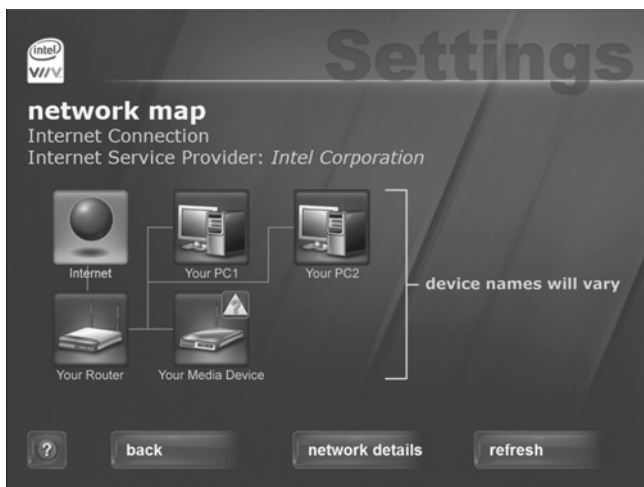 intel
VIIV
Settings
network map
Internet Connection
Internet Service Provider: Intel Corporation
Internet
Your PC1
Your PC2
device names will vary
Your Router
Your Media Device
?
?
back
network details
refresh